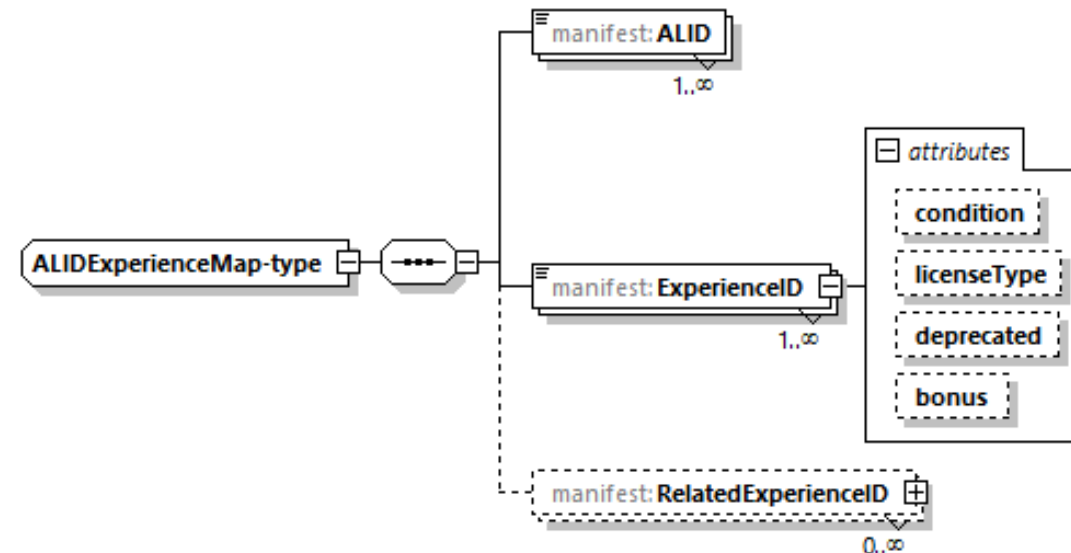 manifest:ALID
1..∞
attributes
condition
ALIDExperienceMap-type
licenseType
manifest:ExperienceID
deprecated
1..∞
bonus
manifest:RelatedExperienceID
0..∞